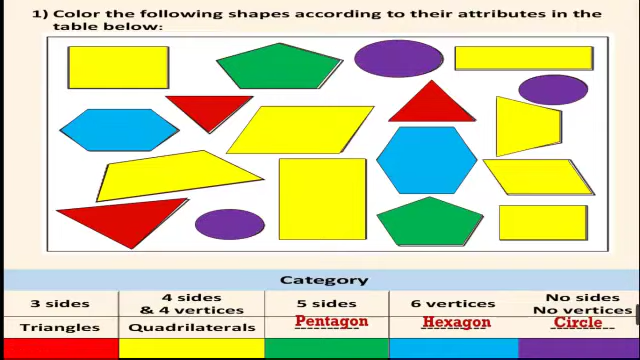 1) Color the following shapes according to their attributes in the
table below:
Category
3 sides
4 sides
& 4 vertices
5 sides
6 vertices
No sides
No vertices
Triangles
Quadrilaterals
Pentagon
Hexagon
Circle